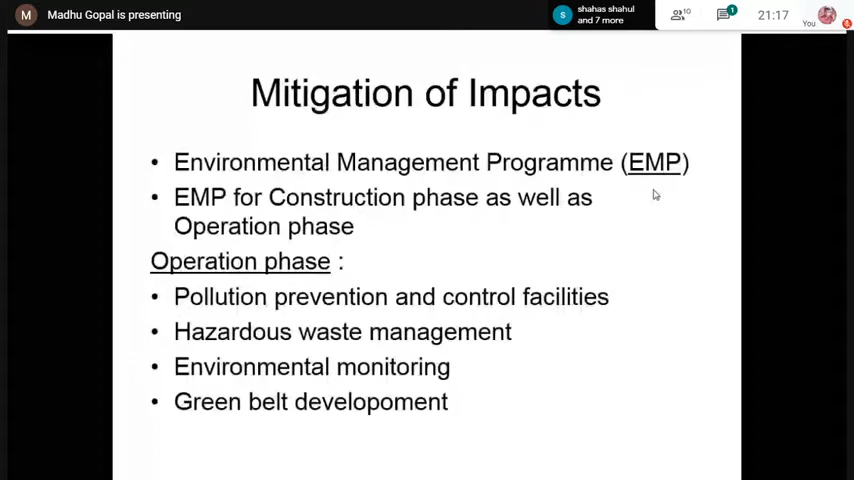 M Madhu Gopal is presenting
S shahas shahul
and 7 more
10
1
21:17
You
Mitigation of Impacts
• Environmental Management Programme (EMP)
• EMP for Construction phase as well as
Operation phase
Operation phase :
• Pollution prevention and control facilities
• Hazardous waste management
• Environmental monitoring
• Green belt developoment